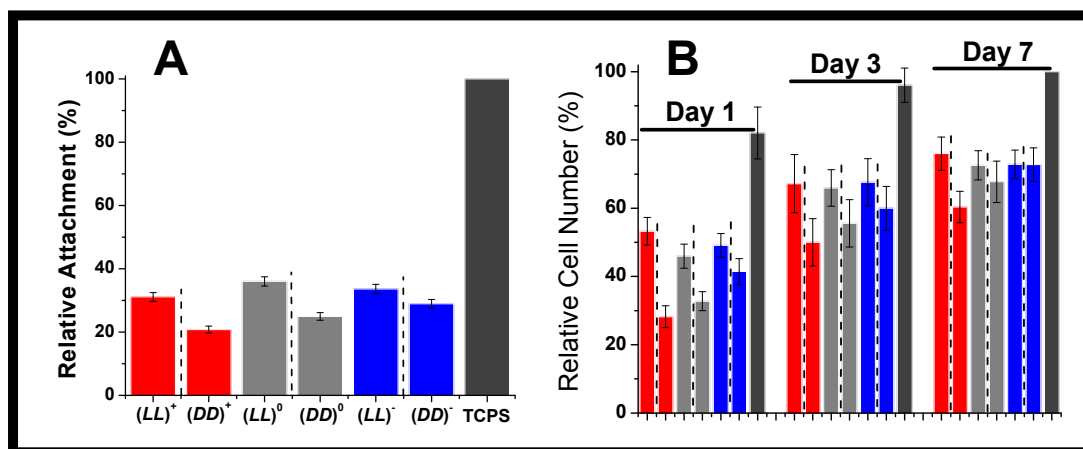 A
Relative Attachment (%)
100
80
60
40
20
0
(LL)⁺ (DD)⁺ (LL)⁰ (DD)⁰ (LL)⁻ (DD)⁻ TCPS
B
Relative Cell Number (%)
100
80
60
40
20
0
Day 1
Day 3
Day 7